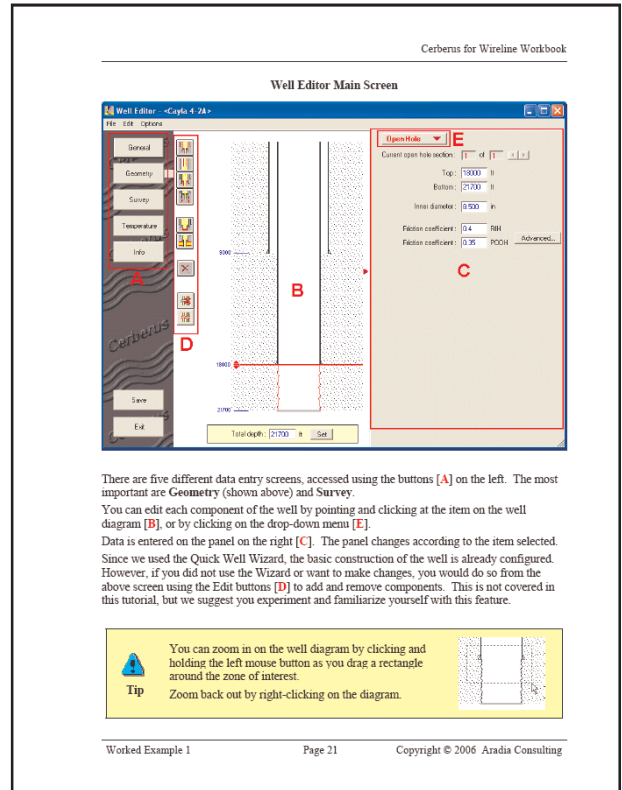 Cerberus for Wireline Workbook
Well Editor Main Screen
Well Editor - <Cayla 4-2A>
File Edit Options
General
Geometry
Survey
Temperature
Info
A
Cerberus
Save
Exit
D
9000
18000
21700
B
Total depth: 21700 ft Set
Open Hole
E
Current open hole section: 1 of 1
Top: 18000 ft
Bottom: 21700 ft
Inner diameter: 8.500 in
Friction coefficient: 0.4 RIH
Friction coefficient: 0.35 POOH Advanced...
C
There are five different data entry screens, accessed using the buttons [A] on the left. The most
important are Geometry (shown above) and Survey.
You can edit each component of the well by pointing and clicking at the item on the well
diagram [B], or by clicking on the drop-down menu [E].
Data is entered on the panel on the right [C]. The panel changes according to the item selected.
Since we used the Quick Well Wizard, the basic construction of the well is already configured.
However, if you did not use the Wizard or want to make changes, you would do so from the
above screen using the Edit buttons [D] to add and remove components. This is not covered in
this tutorial, but we suggest you experiment and familiarize yourself with this feature.
Tip
You can zoom in on the well diagram by clicking and
holding the left mouse button as you drag a rectangle
around the zone of interest.
Zoom back out by right-clicking on the diagram.
Worked Example 1 Page 21 Copyright © 2006 Aradia Consulting